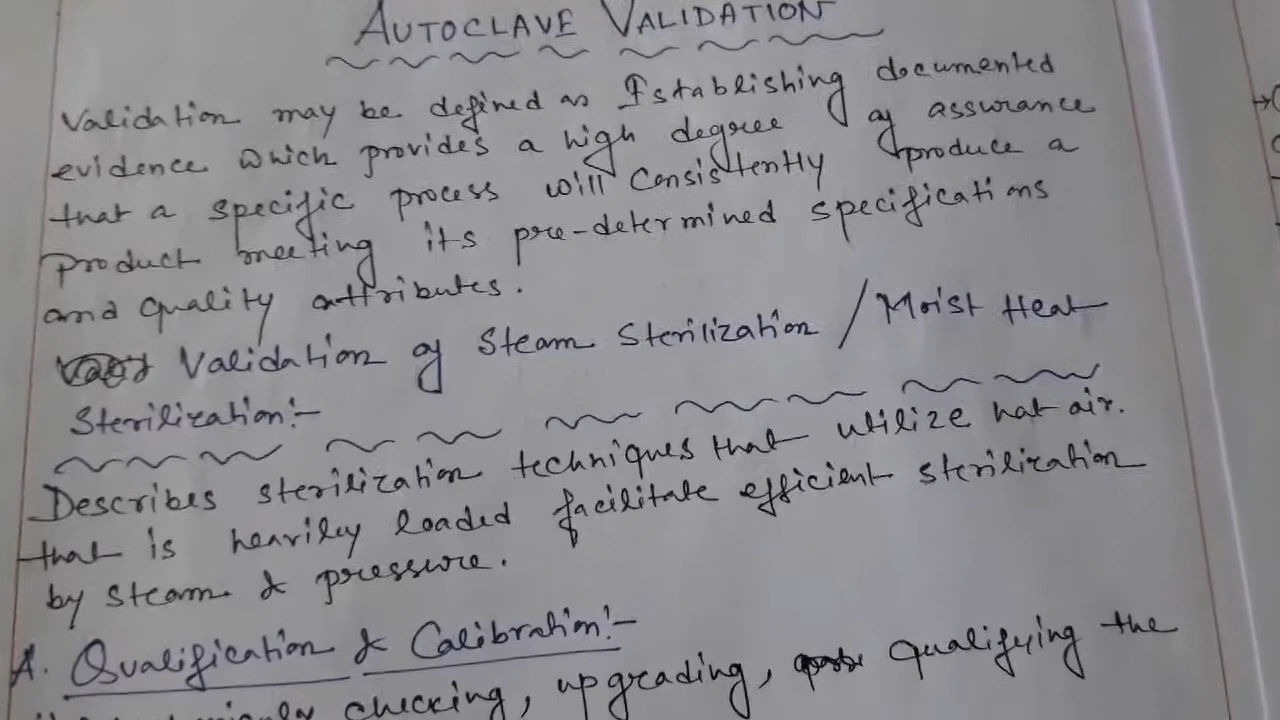 AUTOCLAVE VALIDATION
Validation may be defined as Establishing documented
evidence which provides a high degree of assurance
that a specific process will consistently produce a
product meeting its pre-determined specifications
and quality attributes.
Validation of Steam Sterilization / Moist Heat
Sterilization:-
Describes sterilization techniques that utilize hot air.
that is heavily loaded facilitate efficient sterilization
by steam & pressure.
A. Qualification & Calibration:-
checking, upgrading, qualifying the